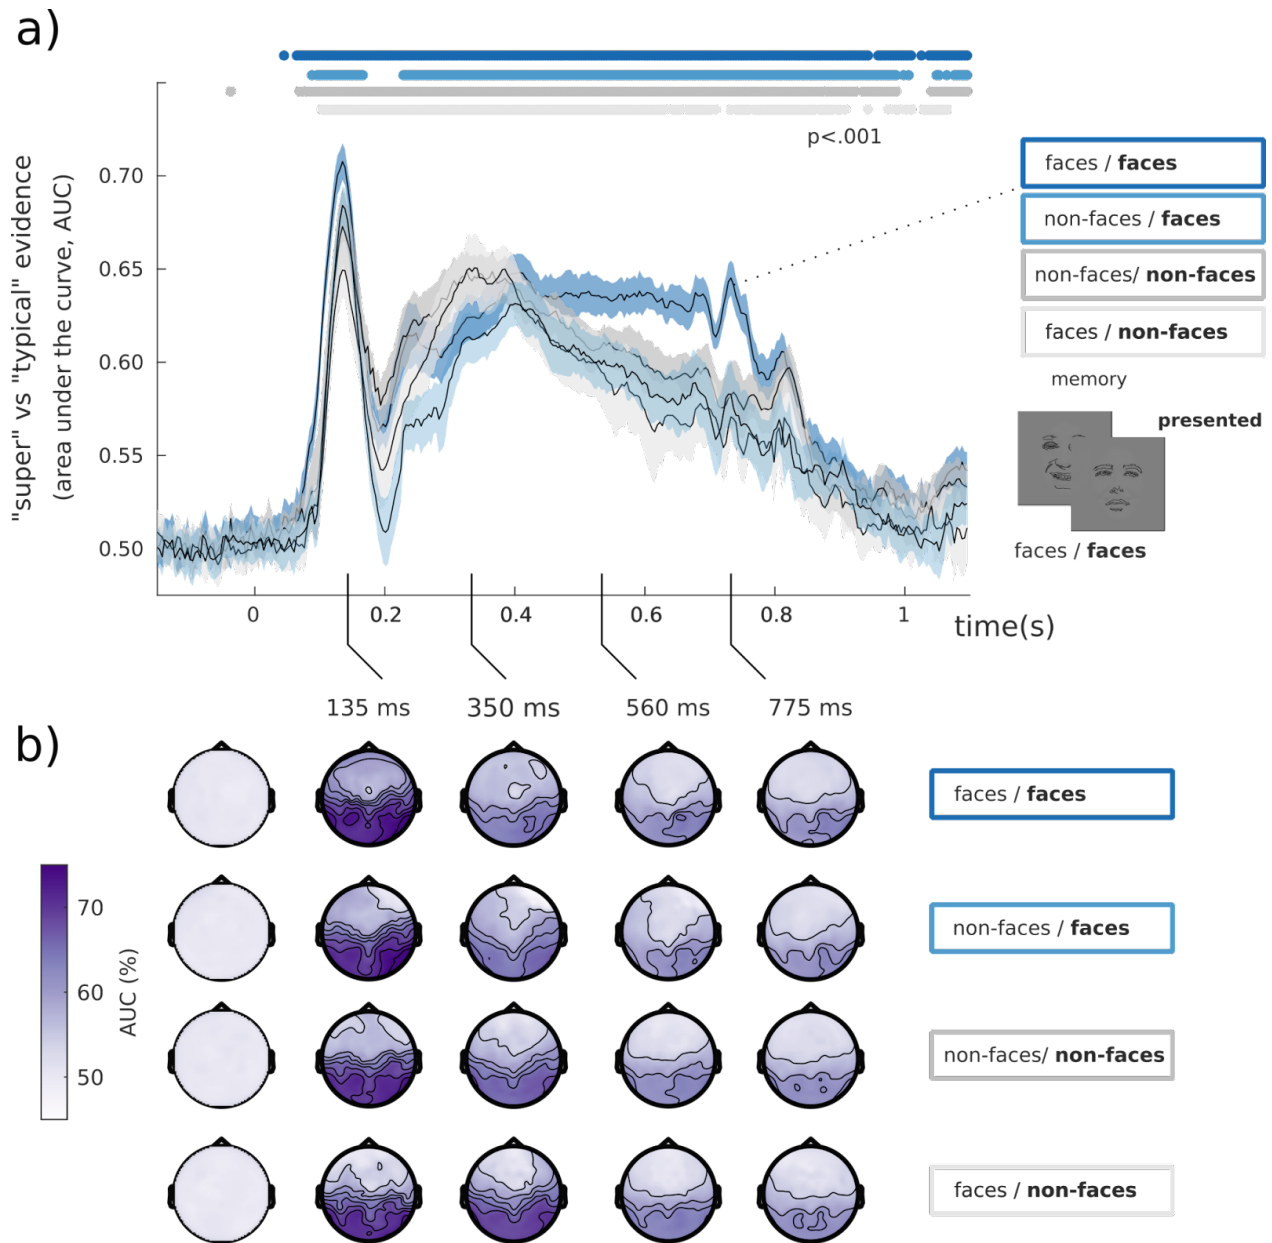 a)
"super" vs "typical" evidence
(area under the curve, AUC)
0.70
0.65
0.60
0.55
0.50
p<.001
0
0.2
0.4
0.6
0.8
1
time(s)
faces / faces
non-faces / faces
non-faces/ non-faces
faces / non-faces
memory
presented
faces / faces
135 ms
350 ms
560 ms
775 ms
b)
70
60
50
AUC (%)
faces / faces
non-faces / faces
non-faces/ non-faces
faces / non-faces